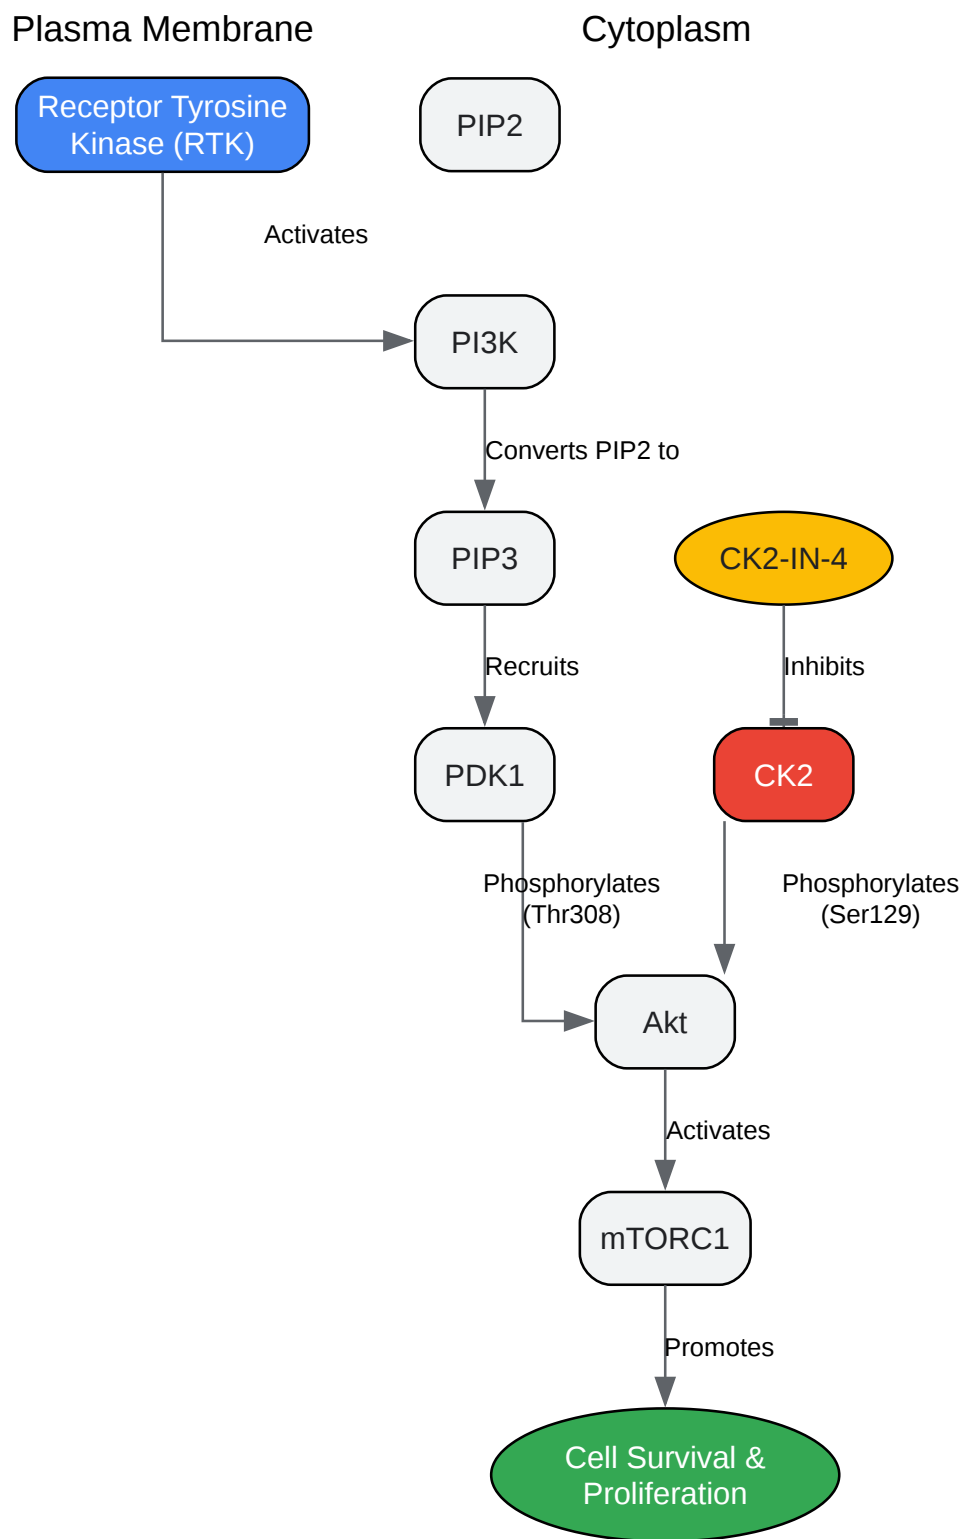 Plasma Membrane
Cytoplasm
Receptor Tyrosine
Kinase (RTK)
PIP2
Activates
PI3K
Converts PIP2 to
PIP3
CK2-IN-4
Recruits
Inhibits
PDK1
CK2
Phosphorylates
(Thr308)
Phosphorylates
(Ser129)
Akt
Activates
mTORC1
Promotes
Cell Survival &
Proliferation